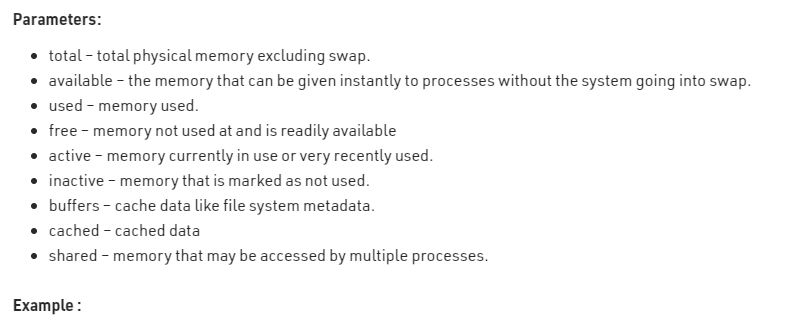 Parameters:
• total – total physical memory excluding swap.
• available – the memory that can be given instantly to processes without the system going into swap.
• used – memory used.
• free – memory not used at and is readily available
• active – memory currently in use or very recently used.
• inactive – memory that is marked as not used.
• buffers – cache data like file system metadata.
• cached – cached data
• shared – memory that may be accessed by multiple processes.
Example :